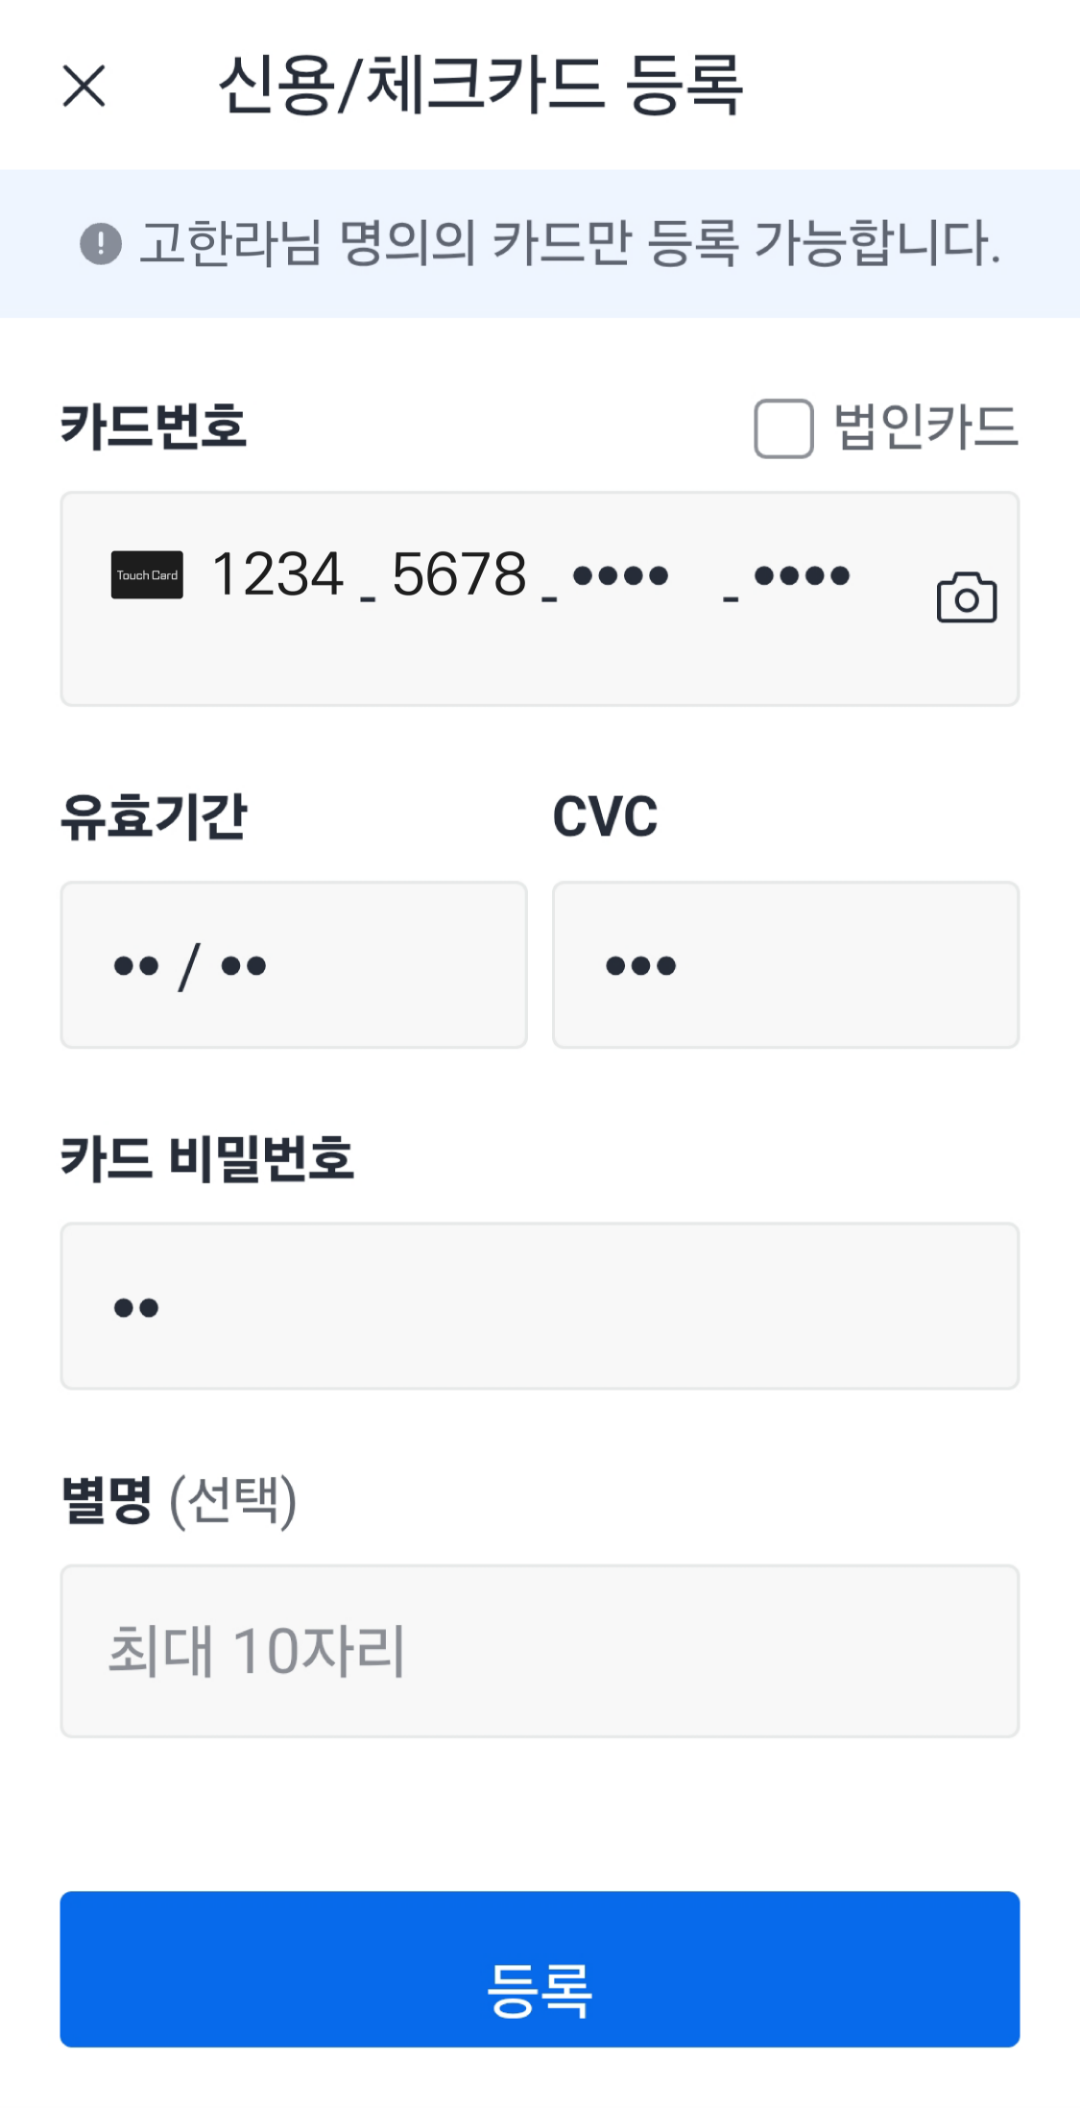 신용/체크카드 등록
고한라님 명의의 카드만 등록 가능합니다.
카드번호 법인카드
Touch Card 1234 - 5678 - •••• - ••••
유효기간 CVC
•• / •• •••
카드 비밀번호
••
별명 (선택)
최대 10자리
등록